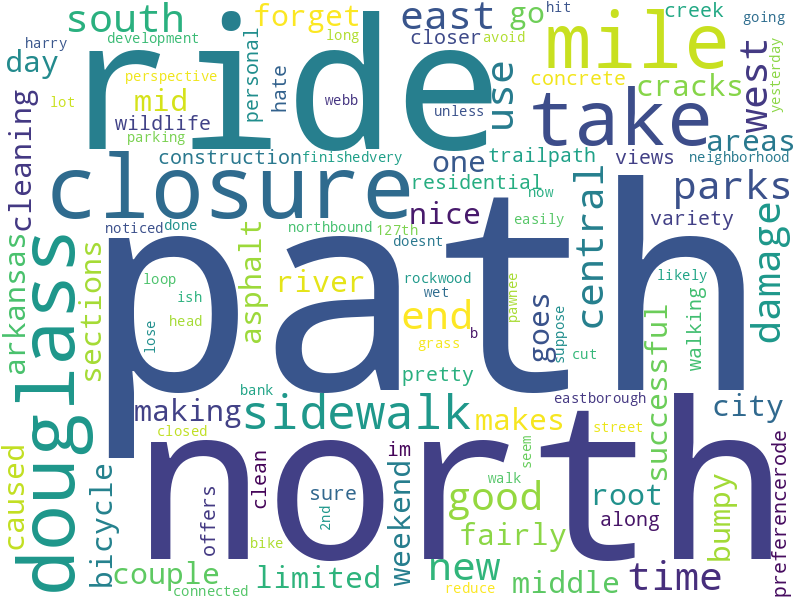 south
forget
east
go
hit
creek
going
harry
development
long
closer
avoid
ride
mile
day
perspective
personal
hate
use
concrete
cracks
west
yesterday
lot
mid
webb
unless
take
wildlife
parking
areas
cleaning
construction
finishedvery
one
trailpath
views
neighborhood
closure
residential
now
parks
nice
noticed
done
northbound
127th
easily
variety
arkansas
douglass
sections
asphalt
doesnt
central
damage
path
loop
river
rockwood
likely
ish
wet
pawnee
goes
suppose
head
lose
end
b
grass
cut
walking
successful
pretty
bank
eastborough
making
sidewalk
makes
city
closed
street
north
im
caused
bicycle
offers
clean
sure
2nd
weekend
walk
seem
good
root
along
bumpy
preferencerode
bike
fairly
couple
connected
limited
new
reduce
middle
time